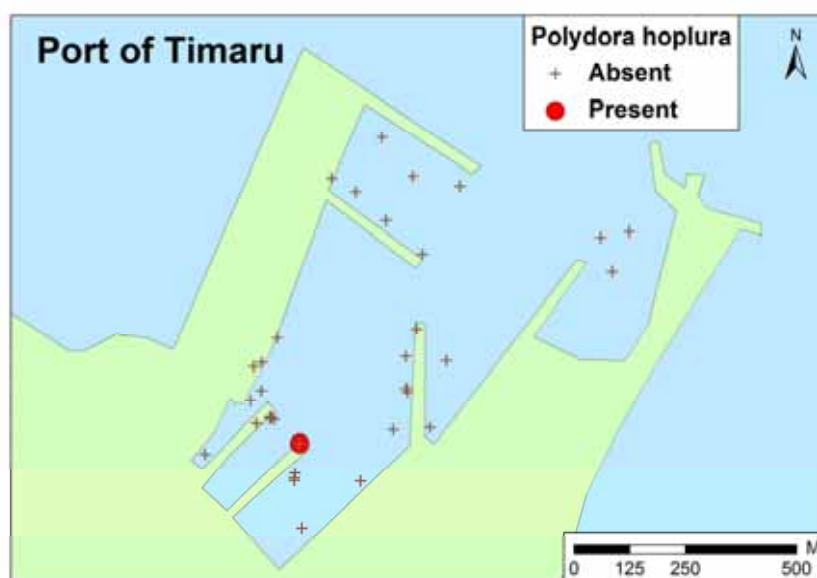 Port of Timaru
Polydora hoplura
Absent
Present
N
M
0 125 250 500